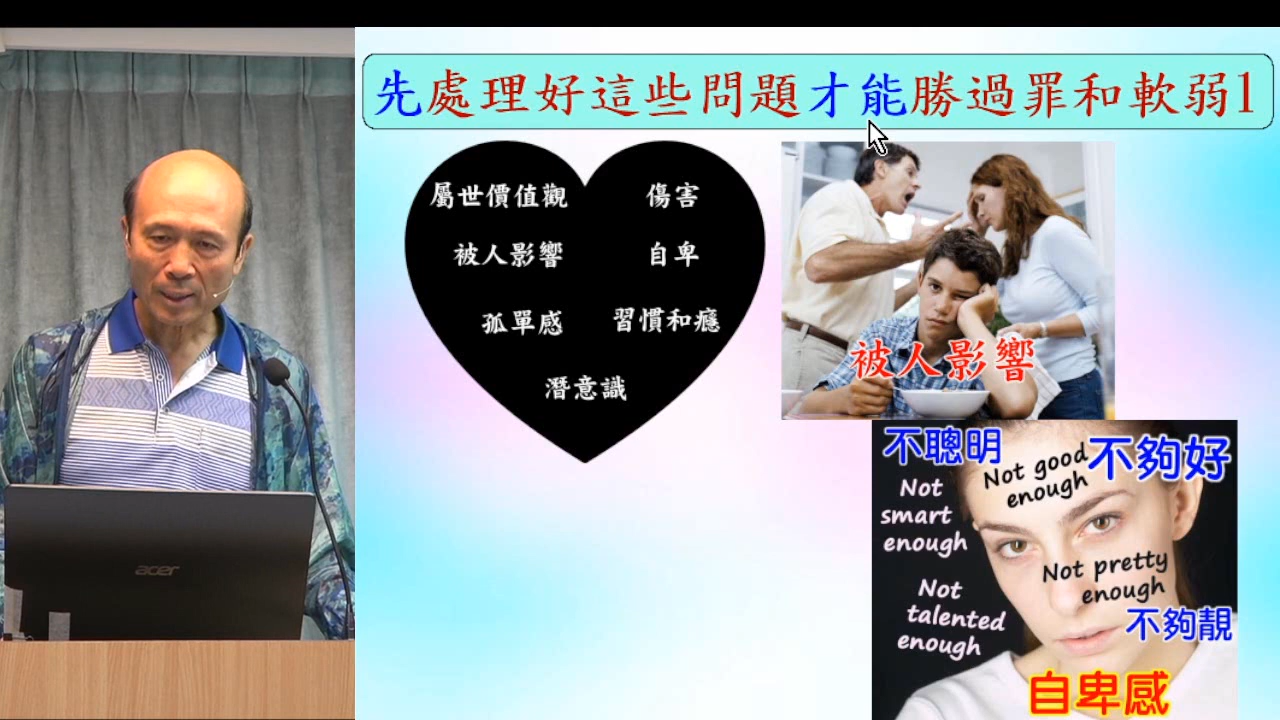 先處理好這些問題才能勝過罪和軟弱1
屬世價值觀
傷害
被人影響
自卑
孤單感
習慣和癮
潛意識
被人影響
不聰明
Not good
enough
不夠好
Not
smart
enough
Not pretty
enough
Not
talented
enough
不夠靚
自卑感
acer